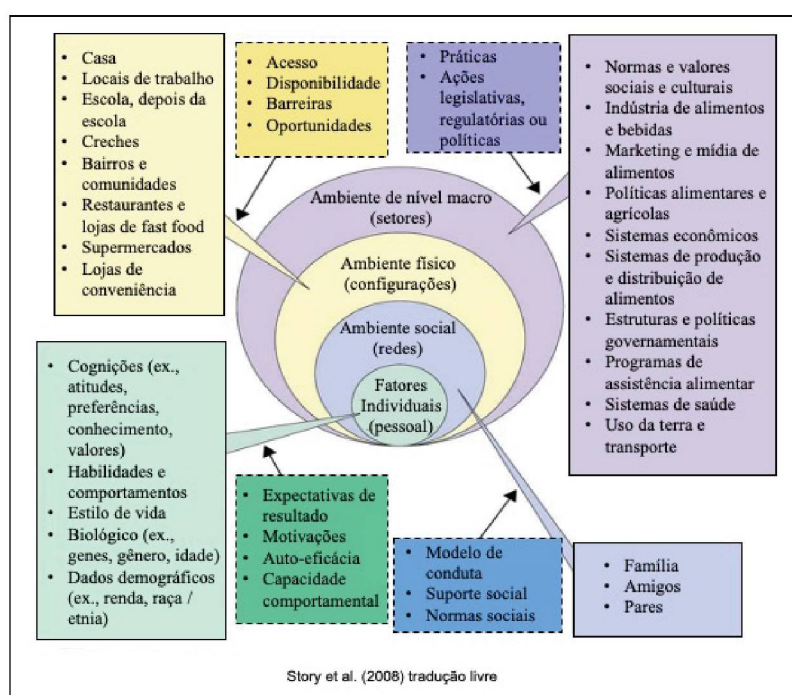 • Casa
• Locais de trabalho
• Escola, depois da
escola
• Creches
• Bairros e
comunidades
• Restaurantes e
lojas de fast food
• Supermercados
• Lojas de
conveniência
• Acesso
• Disponibilidade
• Barreiras
• Oportunidades
• Práticas
• Ações
legislativas,
regulatórias ou
políticas
• Normas e valores
sociais e culturais
• Indústria de alimentos
e bebidas
• Marketing e mídia de
alimentos
• Políticas alimentares e
agrícolas
• Sistemas econômicos
• Sistemas de produção
e distribuição de
alimentos
• Estruturas e políticas
governamentais
• Programas de
assistência alimentar
• Sistemas de saúde
• Uso da terra e
transporte
Ambiente de nível macro
(setores)
Ambiente físico
(configurações)
Ambiente social
(redes)
Fatores
Individuais
(pessoal)
• Cognições (ex.,
atitudes,
preferências,
conhecimento,
valores)
• Habilidades e
comportamentos
• Estilo de vida
• Biológico (ex.,
genes, gênero, idade)
• Dados demográficos
(ex., renda, raça /
etnia)
• Expectativas de
resultado
• Motivações
• Auto-eficácia
• Capacidade
comportamental
• Modelo de
conduta
• Suporte social
• Normas sociais
• Família
• Amigos
• Pares
Story et al. (2008) tradução livre